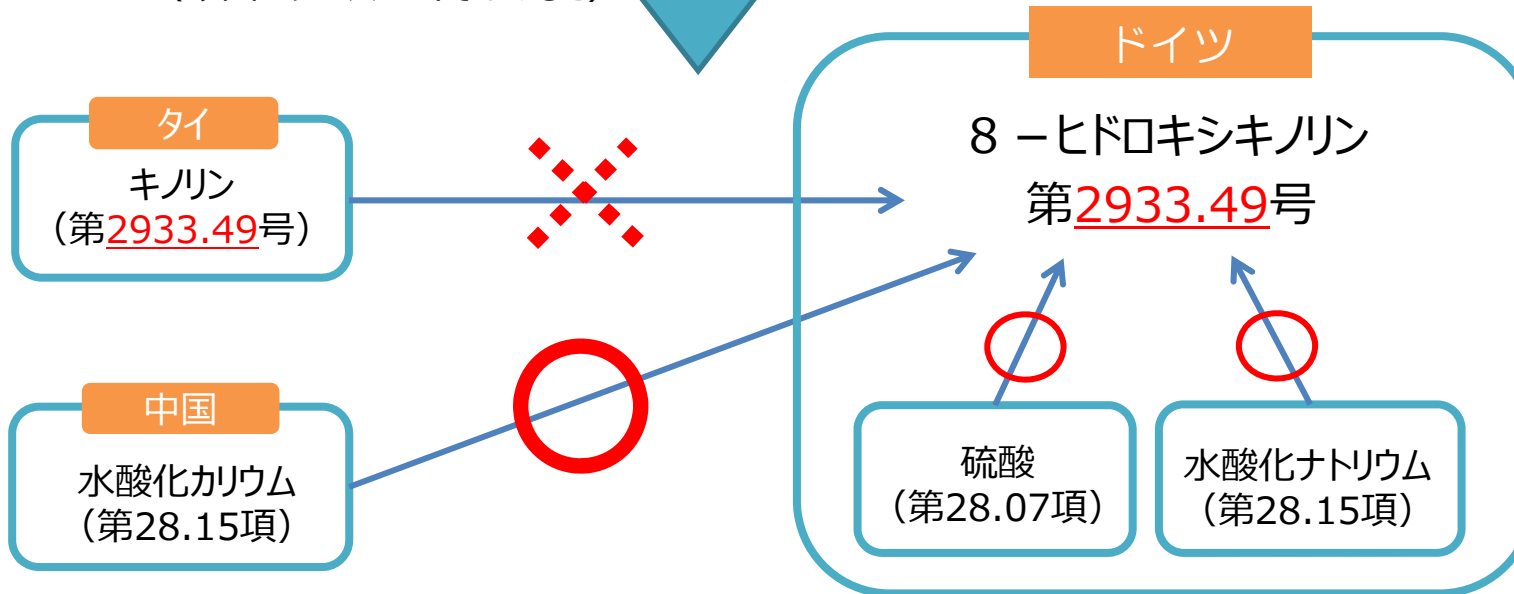 ドイツ
8 －ヒドロキシキノリン
第2933.49号
タイ
キノリン
（第2933.49号）
中国
水酸化カリウム
（第28.15項）
硫酸
（第28.07項）
水酸化ナトリウム
（第28.15項）